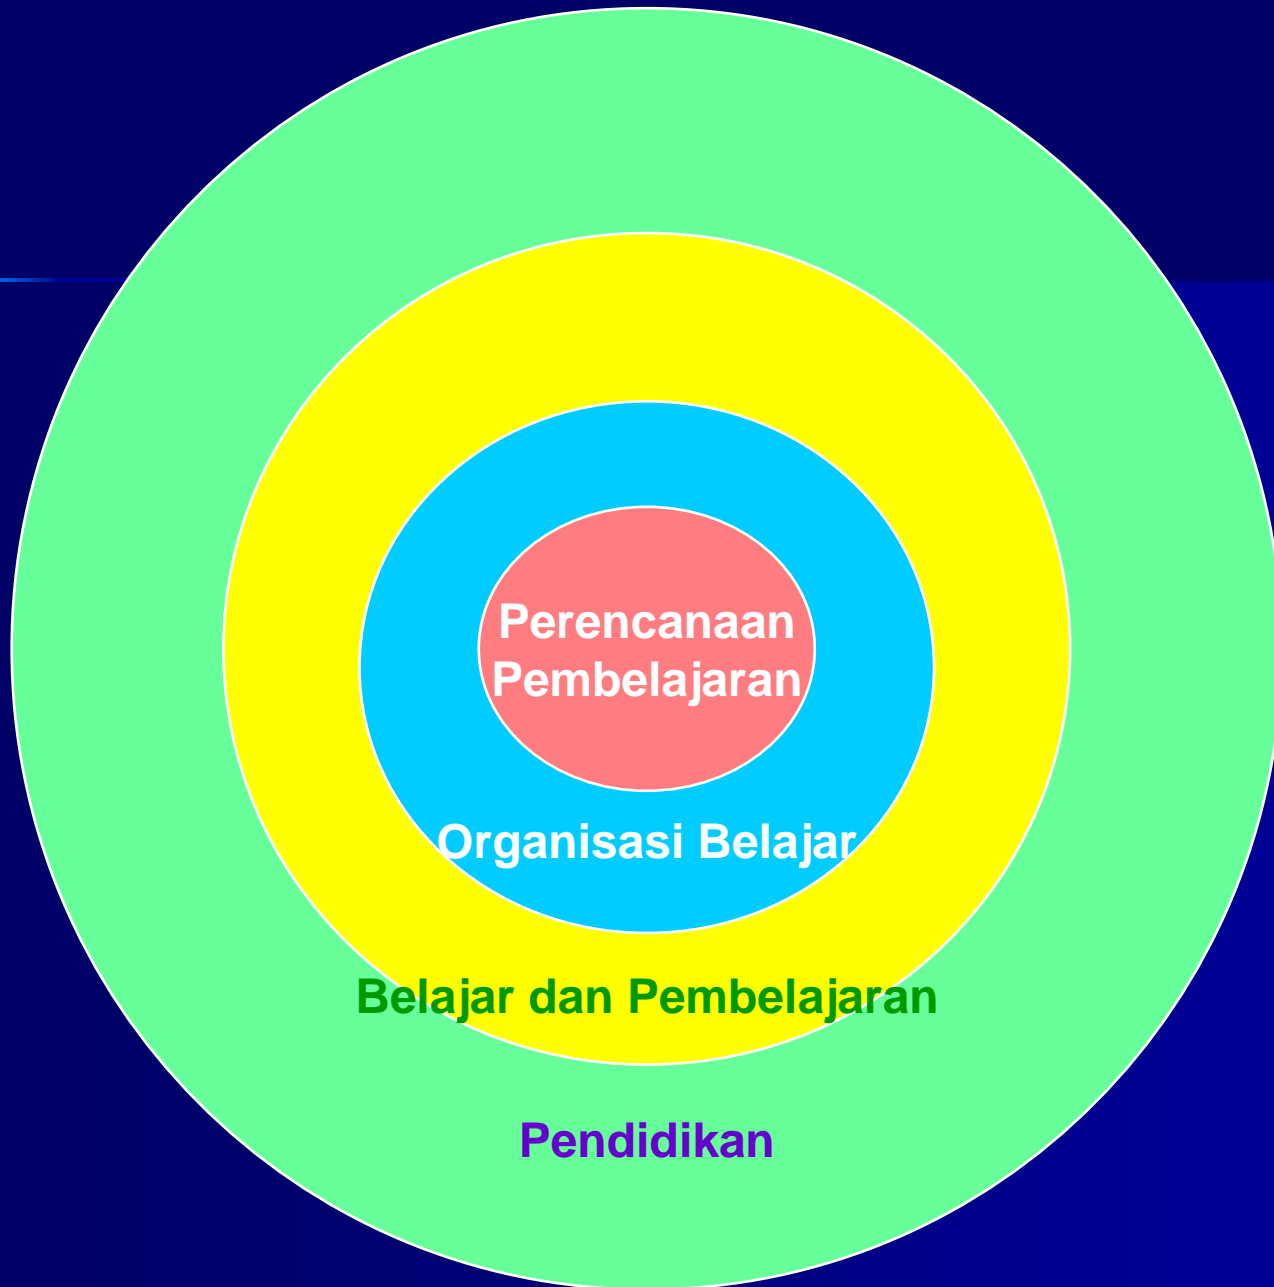 Perencanaan
Pembelajaran
Organisasi Belajar
Belajar dan Pembelajaran
Pendidikan